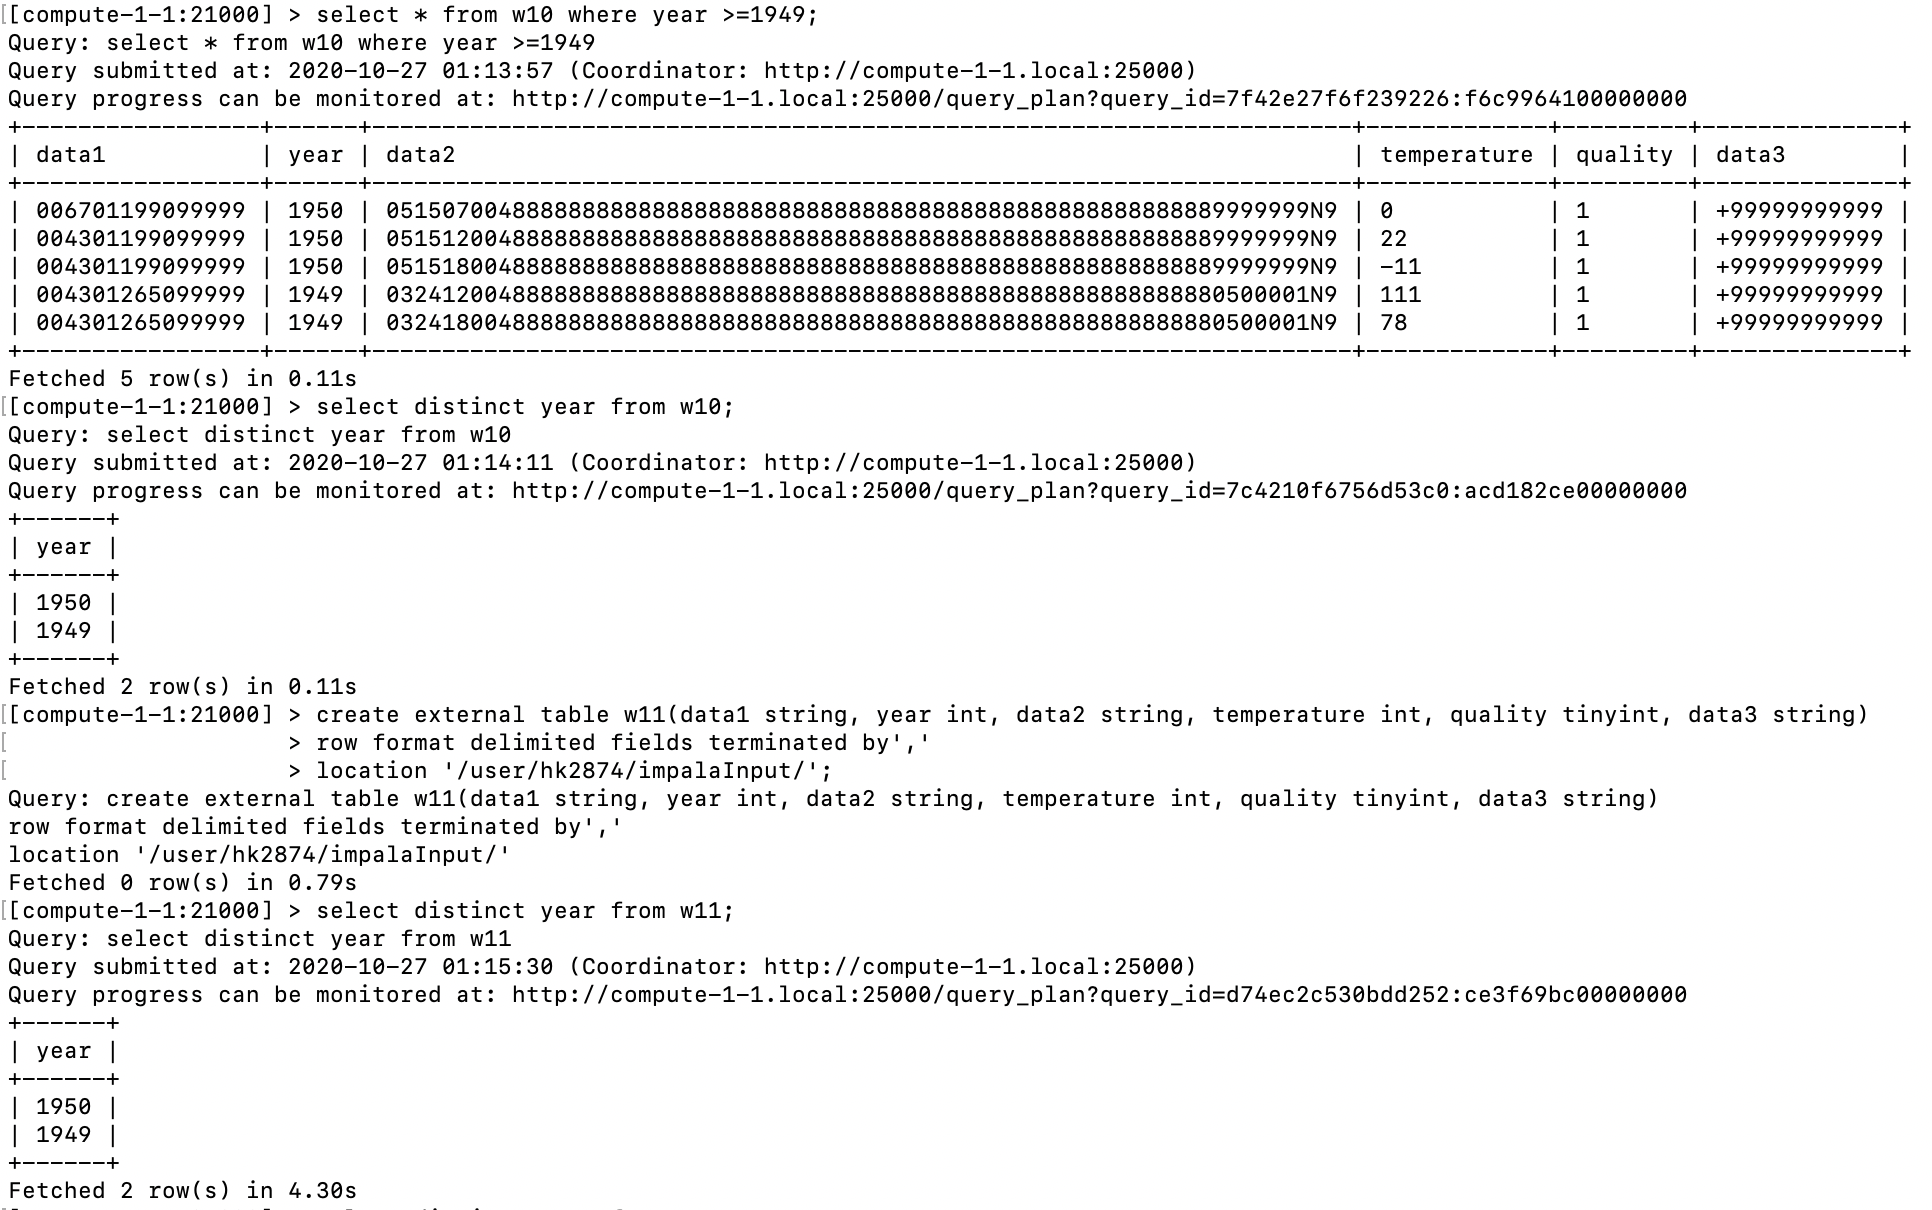 [[compute-1-1:21000] > select * from w10 where year >=1949;
Query: select * from w10 where year >=1949
Query submitted at: 2020-10-27 01:13:57 (Coordinator: http://compute-1-1.local:25000)
Query progress can be monitored at: http://compute-1-1.local:25000/query_plan?query_id=7f42e27f6f239226:f6c9964100000000
+-----------------+------+----------------------------------------------------------------------+-------------+---------+--------------+
| data1           | year | data2                                                                | temperature | quality | data3        |
+-----------------+------+----------------------------------------------------------------------+-------------+---------+--------------+
| 006701199099999 | 1950 | 051507004888888888888888888888888888888888888888888888888889999999N9 | 0           | 1       | +99999999999 |
| 004301199099999 | 1950 | 051512004888888888888888888888888888888888888888888888888889999999N9 | 22          | 1       | +99999999999 |
| 004301199099999 | 1950 | 051518004888888888888888888888888888888888888888888888888889999999N9 | -11         | 1       | +99999999999 |
| 004301265099999 | 1949 | 032412004888888888888888888888888888888888888888888888888880500001N9 | 111         | 1       | +99999999999 |
| 004301265099999 | 1949 | 032418004888888888888888888888888888888888888888888888888880500001N9 | 78          | 1       | +99999999999 |
+-----------------+------+----------------------------------------------------------------------+-------------+---------+--------------+
Fetched 5 row(s) in 0.11s
[[compute-1-1:21000] > select distinct year from w10;
Query: select distinct year from w10
Query submitted at: 2020-10-27 01:14:11 (Coordinator: http://compute-1-1.local:25000)
Query progress can be monitored at: http://compute-1-1.local:25000/query_plan?query_id=7c4210f6756d53c0:acd182ce00000000
+------+
| year |
+------+
| 1950 |
| 1949 |
+------+
Fetched 2 row(s) in 0.11s
[[compute-1-1:21000] > create external table w11(data1 string, year int, data2 string, temperature int, quality tinyint, data3 string)
[                    > row format delimited fields terminated by','
[                    > location '/user/hk2874/impalaInput/';
Query: create external table w11(data1 string, year int, data2 string, temperature int, quality tinyint, data3 string)
row format delimited fields terminated by','
location '/user/hk2874/impalaInput/'
Fetched 0 row(s) in 0.79s
[[compute-1-1:21000] > select distinct year from w11;
Query: select distinct year from w11
Query submitted at: 2020-10-27 01:15:30 (Coordinator: http://compute-1-1.local:25000)
Query progress can be monitored at: http://compute-1-1.local:25000/query_plan?query_id=d74ec2c530bdd252:ce3f69bc00000000
+------+
| year |
+------+
| 1950 |
| 1949 |
+------+
Fetched 2 row(s) in 4.30s